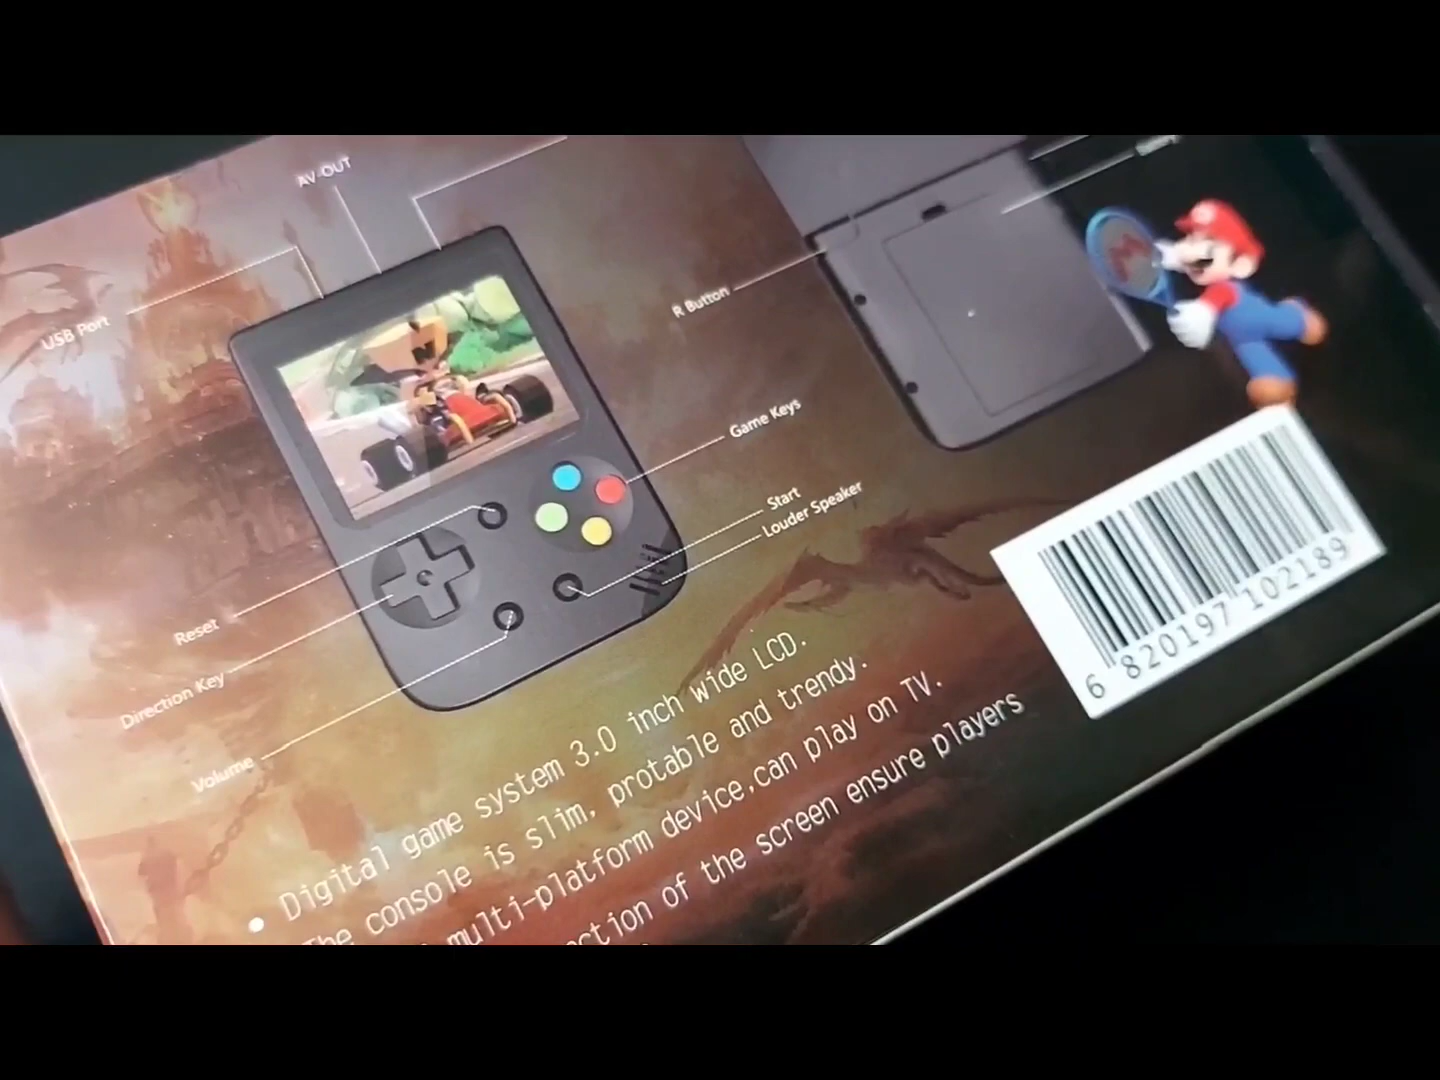 AV OUT
USB Port
R Button
Game Keys
Start
Louder Speaker
Reset
Direction Key
Volume
6 820197 102189
Digital game system 3.0 inch wide LCD.
The console is slim, protable and trendy.
multi-platform device,can play on TV.
of the screen ensure players